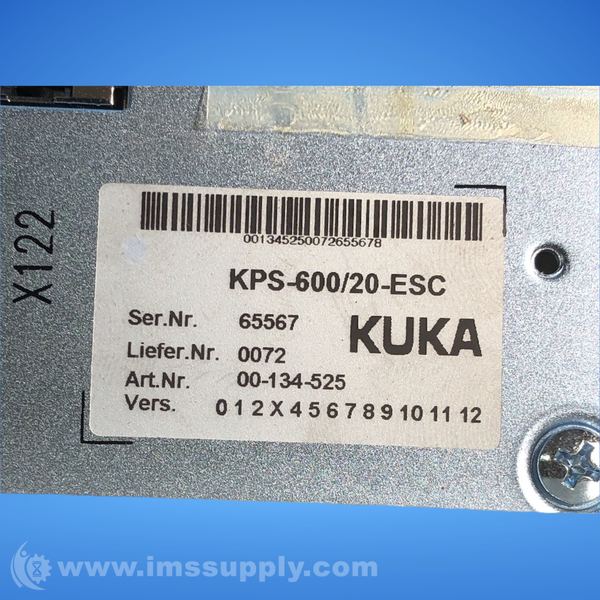 X122
001345250072655678
KPS-600/20-ESC
Ser.Nr. 65567
Liefer.Nr. 0072
KUKA
Art.Nr. 00-134-525
Vers. 0 1 2 X 4 5 6 7 8 9 10 11 12
www.imssupply.com